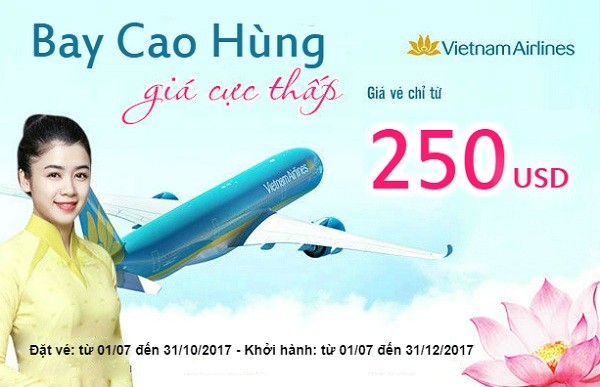 Bay Cao Hùng
giá cực thấp
Vietnam Airlines
Giá vé chỉ từ
250 USD
Vietnam Airlines
Đặt vé: từ 01/07 đến 31/10/2017 - Khởi hành: từ 01/07 đến 31/12/2017